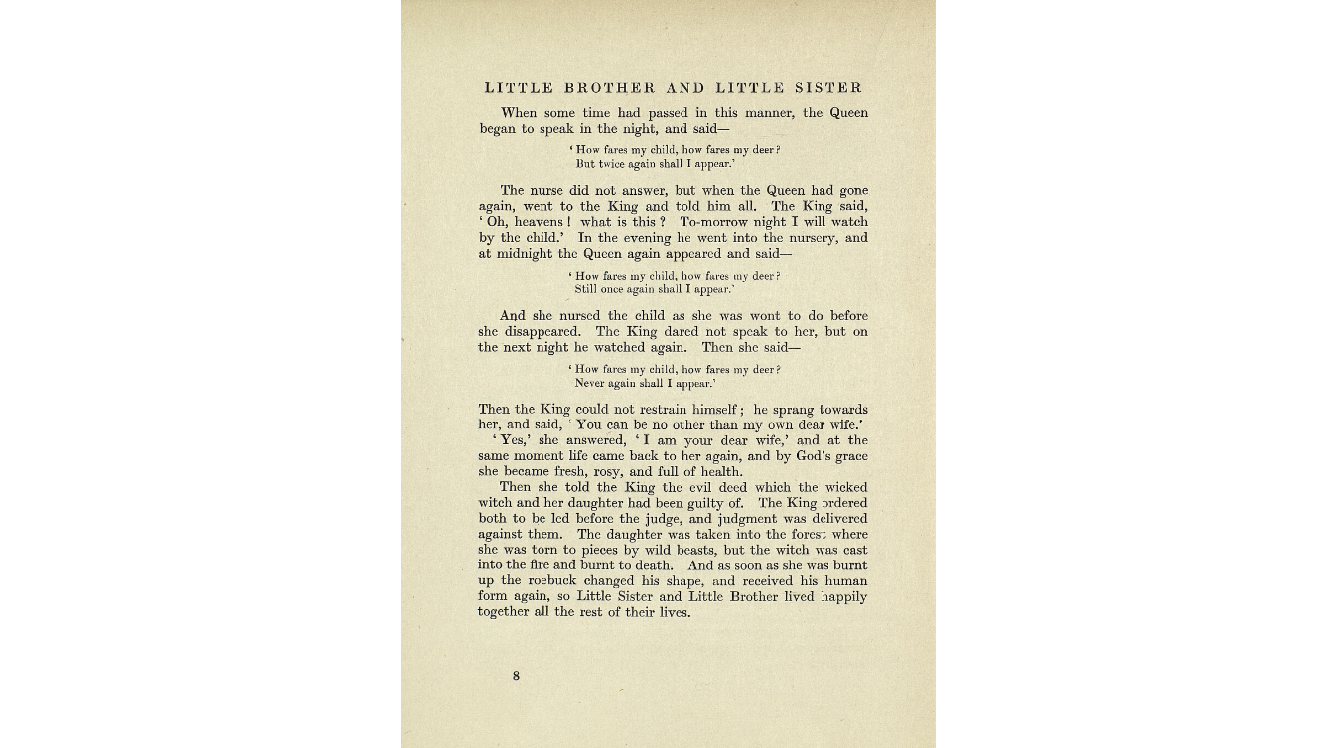 LITTLE BROTHER AND LITTLE SISTER
When some time had passed in this manner, the Queen
began to speak in the night, and said—
‘ How fares my child, how fares my deer ?
But twice again shall I appear.’
The nurse did not answer, but when the Queen had gone
again, went to the King and told him all. The King said,
‘ Oh, heavens ! what is this ? To-morrow night I will watch
by the child.’ In the evening he went into the nursery, and
at midnight the Queen again appeared and said—
‘ How fares my child, how fares my deer ?
Still once again shall I appear.’
And she nursed the child as she was wont to do before
she disappeared. The King dared not speak to her, but on
the next night he watched again. Then she said—
‘ How fares my child, how fares my deer ?
Never again shall I appear.’
Then the King could not restrain himself ; he sprang towards
her, and said, ‘ You can be no other than my own dear wife.’
‘ Yes,’ she answered, ‘ I am your dear wife,’ and at the
same moment life came back to her again, and by God’s grace
she became fresh, rosy, and full of health.
Then she told the King the evil deed which the wicked
witch and her daughter had been guilty of. The King ordered
both to be led before the judge, and judgment was delivered
against them. The daughter was taken into the forest where
she was torn to pieces by wild beasts, but the witch was cast
into the fire and burnt to death. And as soon as she was burnt
up the roebuck changed his shape, and received his human
form again, so Little Sister and Little Brother lived happily
together all the rest of their lives.
8